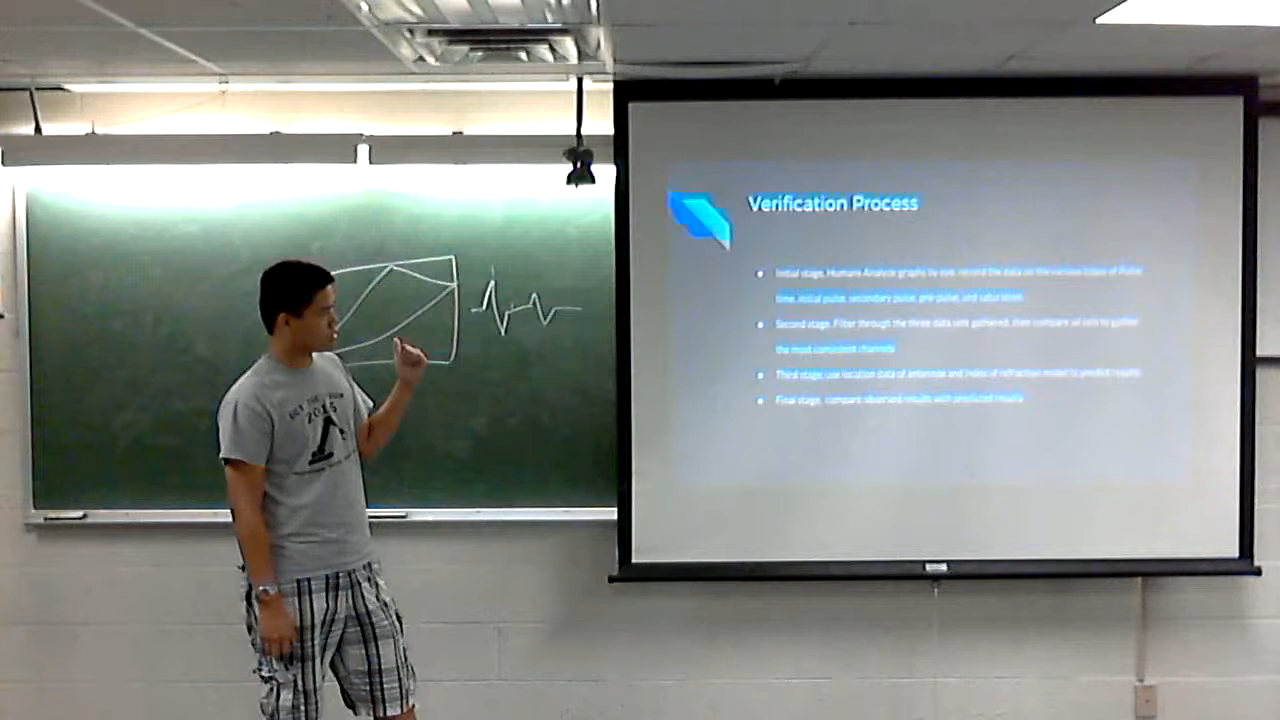 2015
Verification Process
Initial stage, Humans Analyze graphs by eye, record the data on the various times of Pulse
time, initial pulse, secondary pulse, pre-pulse, and saturation
Second stage, Filter through the three data sets gathered, then compare all sets to gather
the most consistent channels
Third stage, use location data of antennae and index of refraction model to predict results
Final stage, compare observed results with predicted results